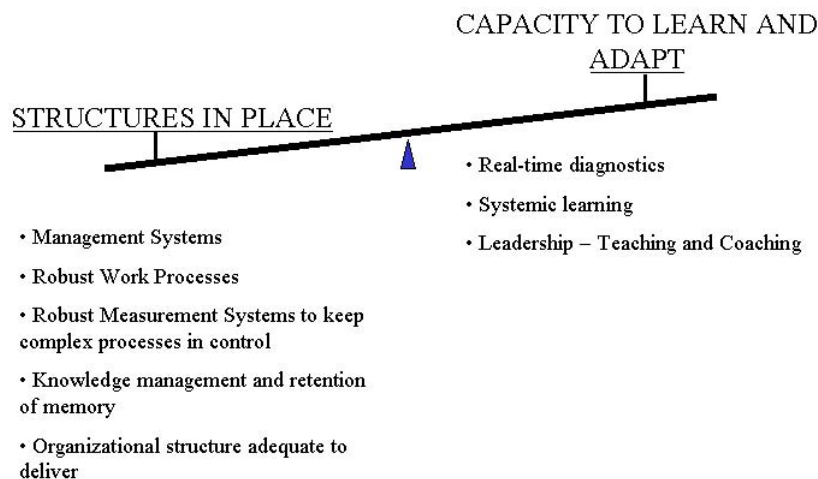 CAPACITY TO LEARN AND
ADAPT
STRUCTURES IN PLACE
• Real-time diagnostics
• Systemic learning
• Leadership – Teaching and Coaching
• Management Systems
• Robust Work Processes
• Robust Measurement Systems to keep
complex processes in control
• Knowledge management and retention
of memory
• Organizational structure adequate to
deliver